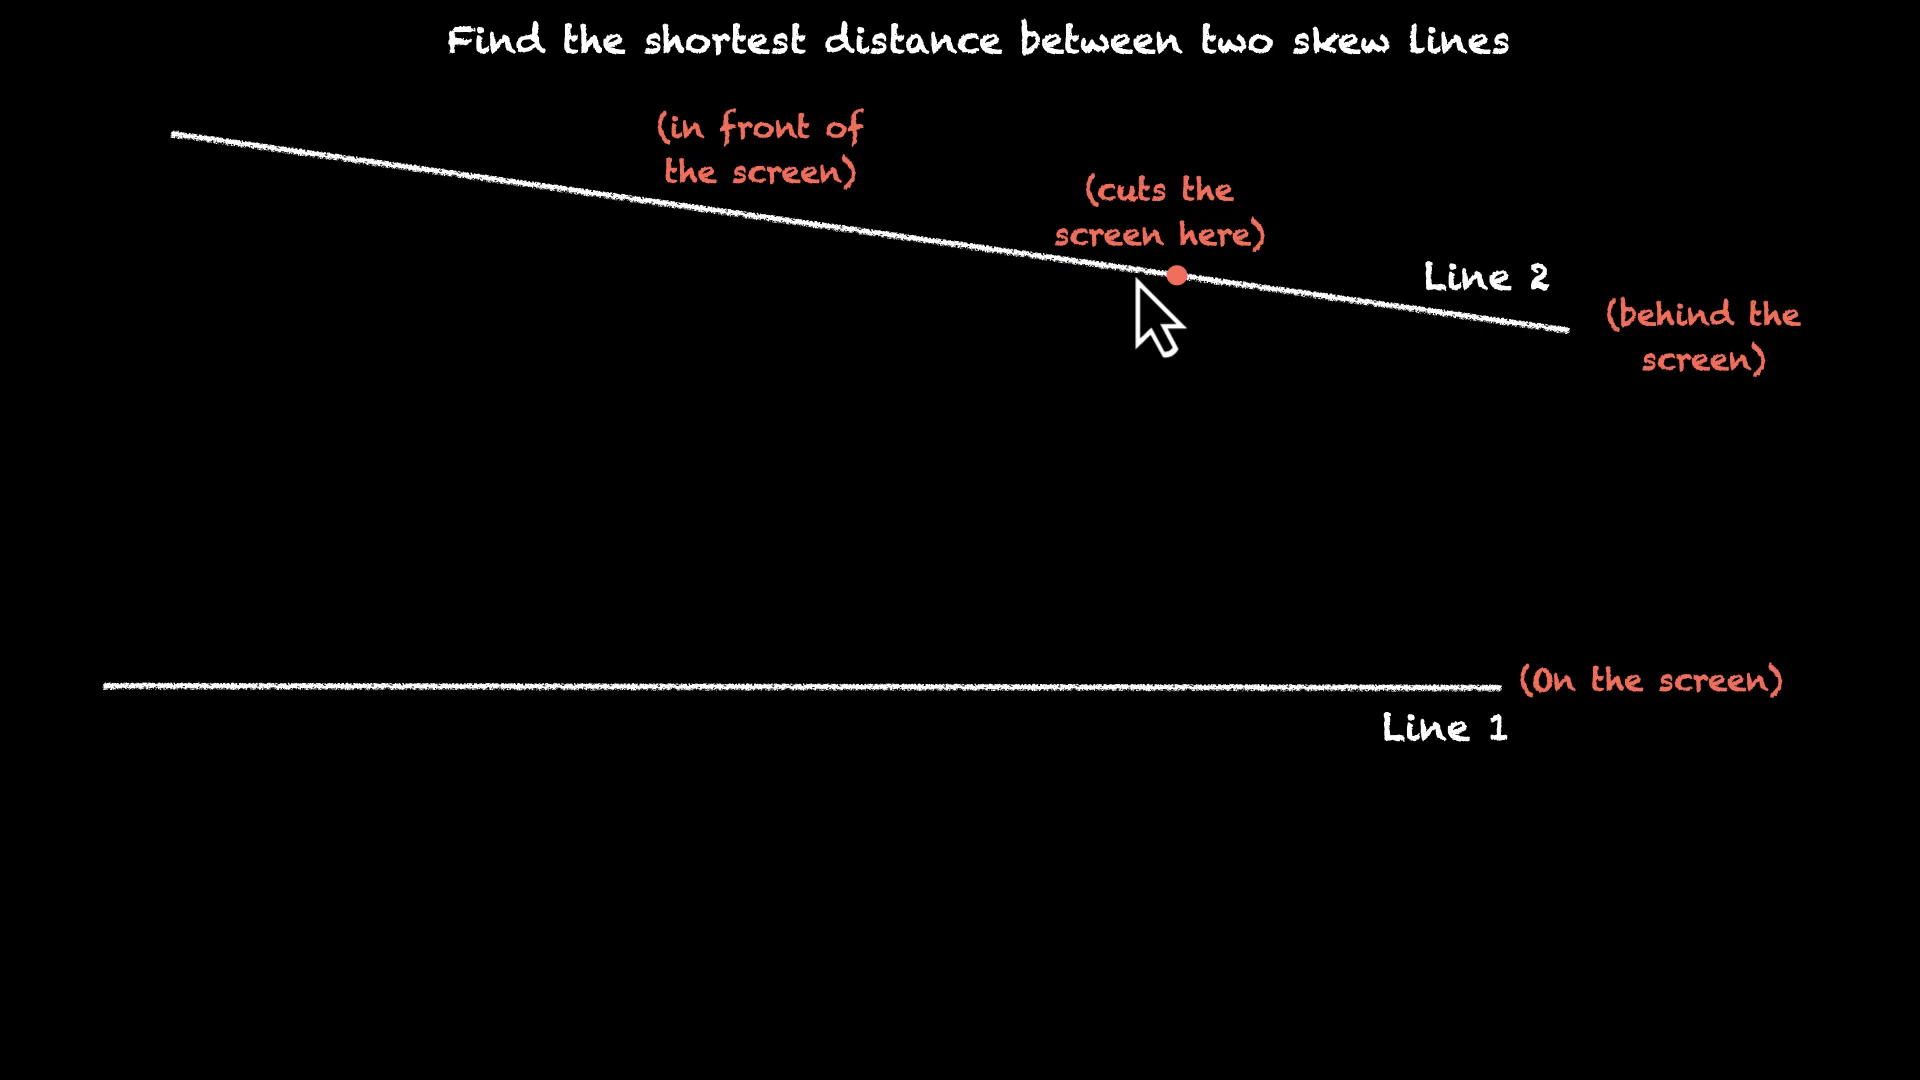 Find the shortest distance between two skew lines
(in front of
the screen)
(cuts the
screen here)
Line 2
(behind the
screen)
(On the screen)
Line 1